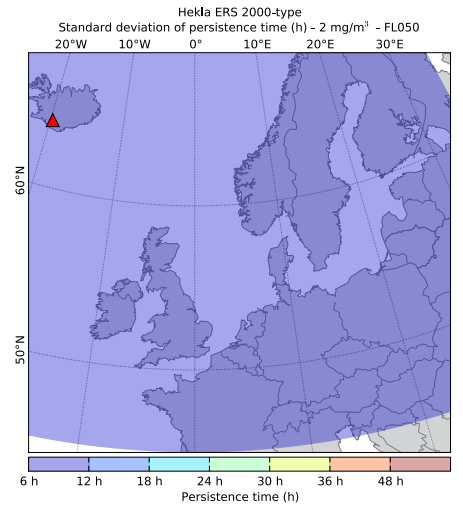 Hekla ERS 2000-type
Standard deviation of persistence time (h) – 2 mg/m³ – FL050
20°W 10°W 0° 10°E 20°E 30°E
60°N
50°N
6 h 12 h 18 h 24 h 30 h 36 h 48 h
Persistence time (h)